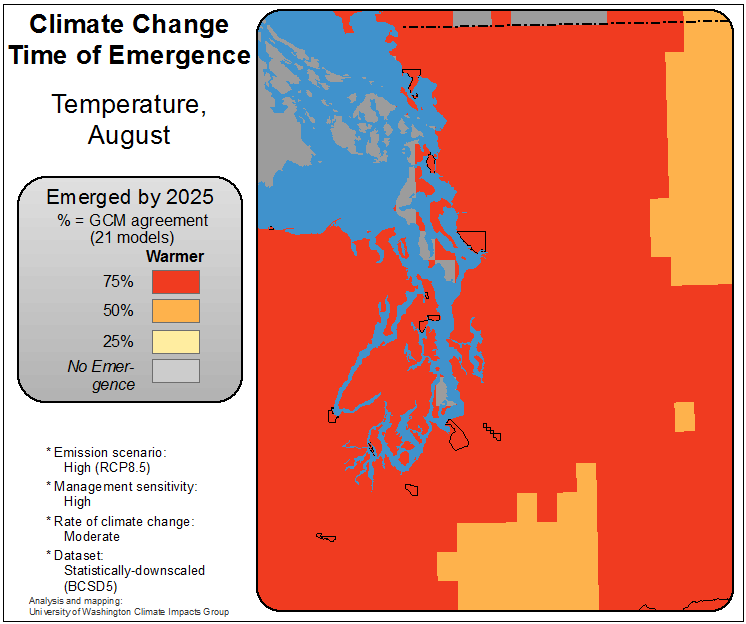 Climate Change
Time of Emergence
Temperature,
August
Emerged by 2025
% = GCM agreement
(21 models)
Warmer
75%
50%
25%
No Emer-
gence
* Emission scenario:
High (RCP8.5)
* Management sensitivity:
High
* Rate of climate change:
Moderate
* Dataset:
Statistically-downscaled
(BCSD5)
Analysis and mapping:
University of Washington Climate Impacts Group